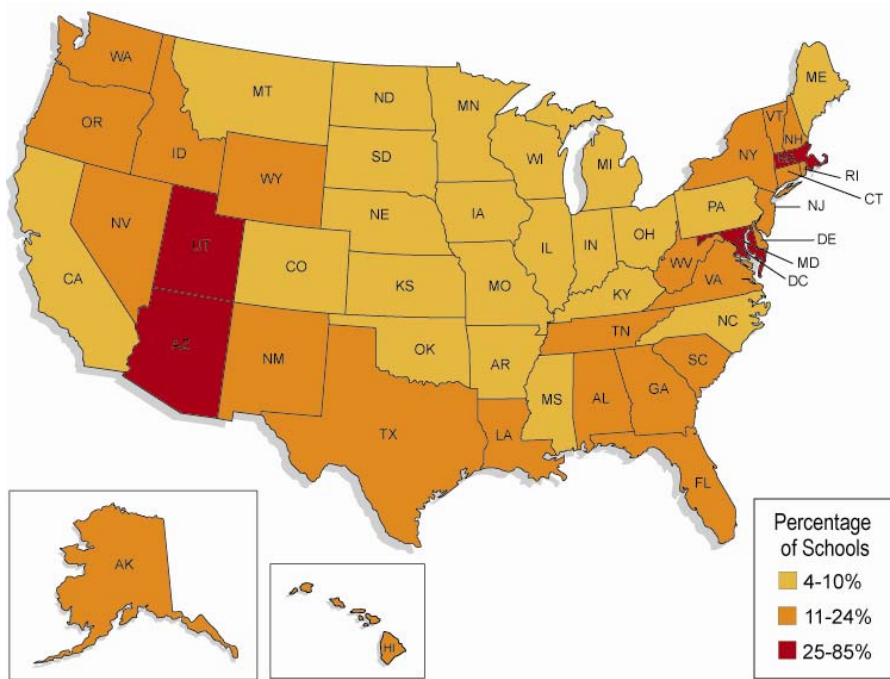 WA
MT
ND
MN
ME
VT
NH
OR
ID
SD
WI
MI
NY
WY
RI
CT
NE
IA
PA
NJ
NV
UT
IL
IN
OH
DE
MD
DC
CA
CO
KS
MO
WV
VA
KY
NC
TN
AZ
NM
OK
AR
SC
MS
AL
GA
TX
LA
FL
AK
HI
Percentage
of Schools
4-10%
11-24%
25-85%